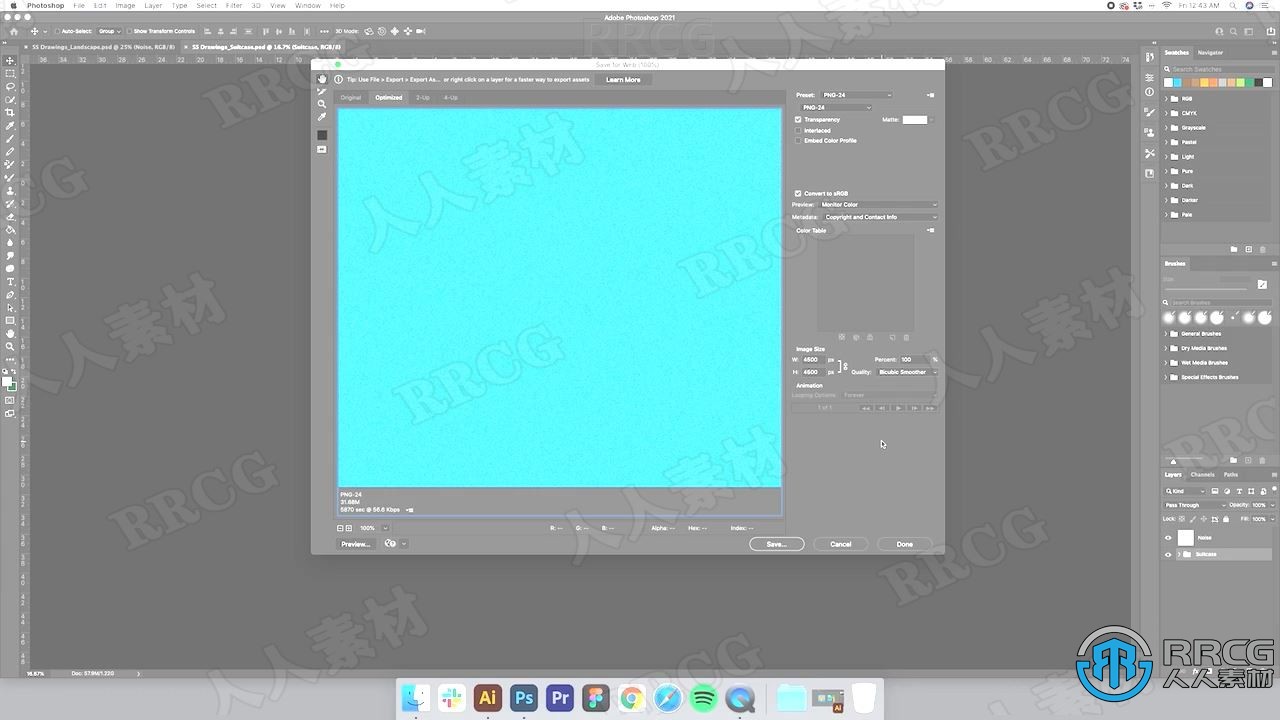 Photoshop File Edit Image Layer Type Select Filter 3D View Window Help
Fri 12:43 AM
Adobe Photoshop 2021
Auto-Select: Group Show Transform Controls 3D Mode:
SS Drawings_Landscape.psd @ 25% (Noise, RGB/8)
SS Drawings_Suitcase.psd @ 16.7% (Suitcase, RGB/8)
Save for Web (100%)
Tip: Use File > Export > Export As... or right click on a layer for a faster way to export assets
Learn More
Original Optimized 2-Up 4-Up
Preset: PNG-24
PNG-24
Transparency Matte:
Interlaced
Embed Color Profile
Convert to sRGB
Preview: Monitor Color
Metadata: Copyright and Contact Info
Color Table
Image Size
W: 4500 px Percent: 100 %
H: 4500 px Quality: Bicubic Smoother
Animation
Looping Options: Forever
1 of 1
PNG-24
31.68M
5870 sec @ 56.6 Kbps
100% R: -- G: -- B: -- Alpha: -- Hex: -- Index: --
Preview... Save... Cancel Done
Swatches Navigator
Search Swatches
RGB
CMYK
Grayscale
Pastel
Light
Pure
Dark
Darker
Pale
Brushes
Size:
Search Brushes
General Brushes
Dry Media Brushes
Wet Media Brushes
Special Effects Brushes
Layers Channels Paths
Kind
Pass Through Opacity: 100%
Lock: Fill: 100%
Noise
Suitcase
16.67% Doc: 57.9M/1.22G
Ai Ps Pr
RRCG
人人素材